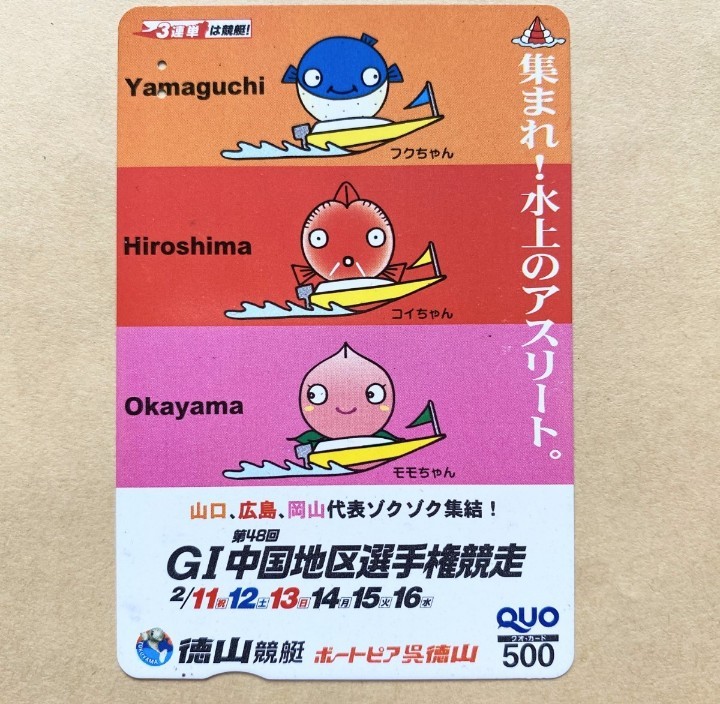 3連単は競艇!
集まれ!水上のアスリート。
Yamaguchi
フクちゃん
Hiroshima
コイちゃん
Okayama
モモちゃん
山口、広島、岡山代表ゾクゾク集結!
第48回
GI中国地区選手権競走
2/11祝12土13日14月15火16水
QUO
クオ・カード
500
TOKUYAMA
徳山競艇 ボートピア呉徳山